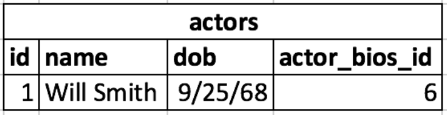 actors
id name dob actor_bios_id
1 Will Smith 9/25/68 6